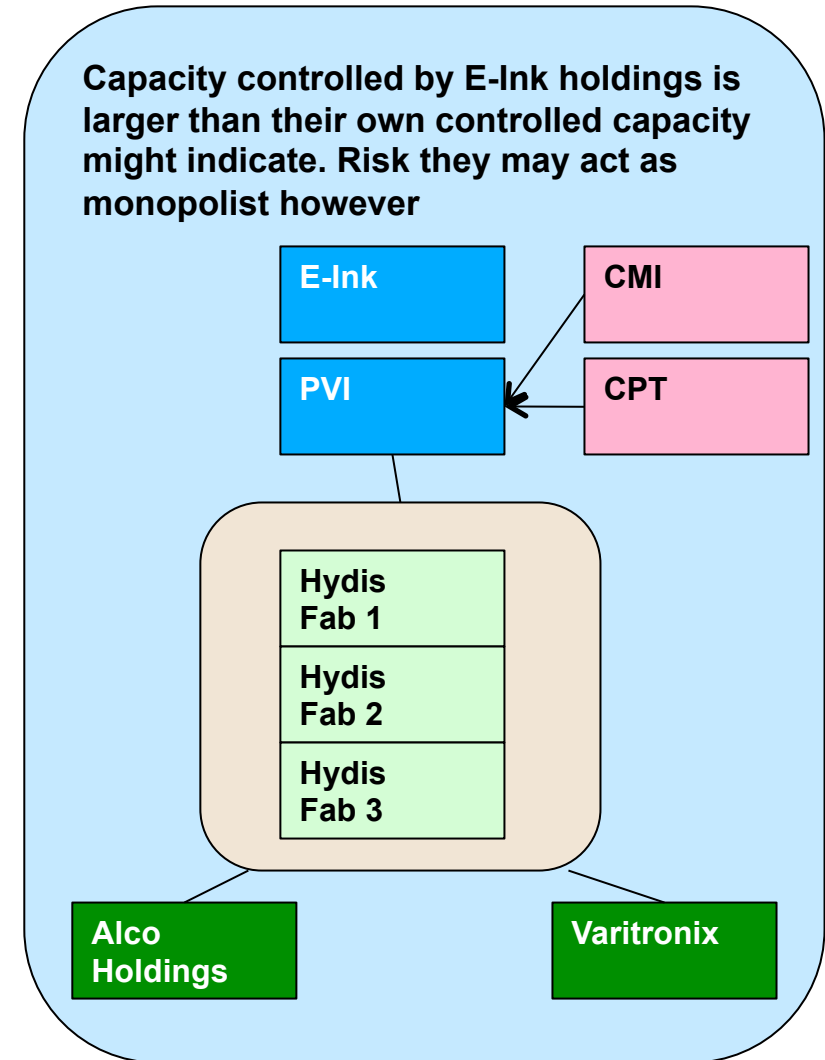 Capacity controlled by E-Ink holdings is
larger than their own controlled capacity
might indicate. Risk they may act as
monopolist however
E-Ink
CMI
PVI
CPT
Hydis
Fab 1
Hydis
Fab 2
Hydis
Fab 3
Alco
Holdings
Varitronix